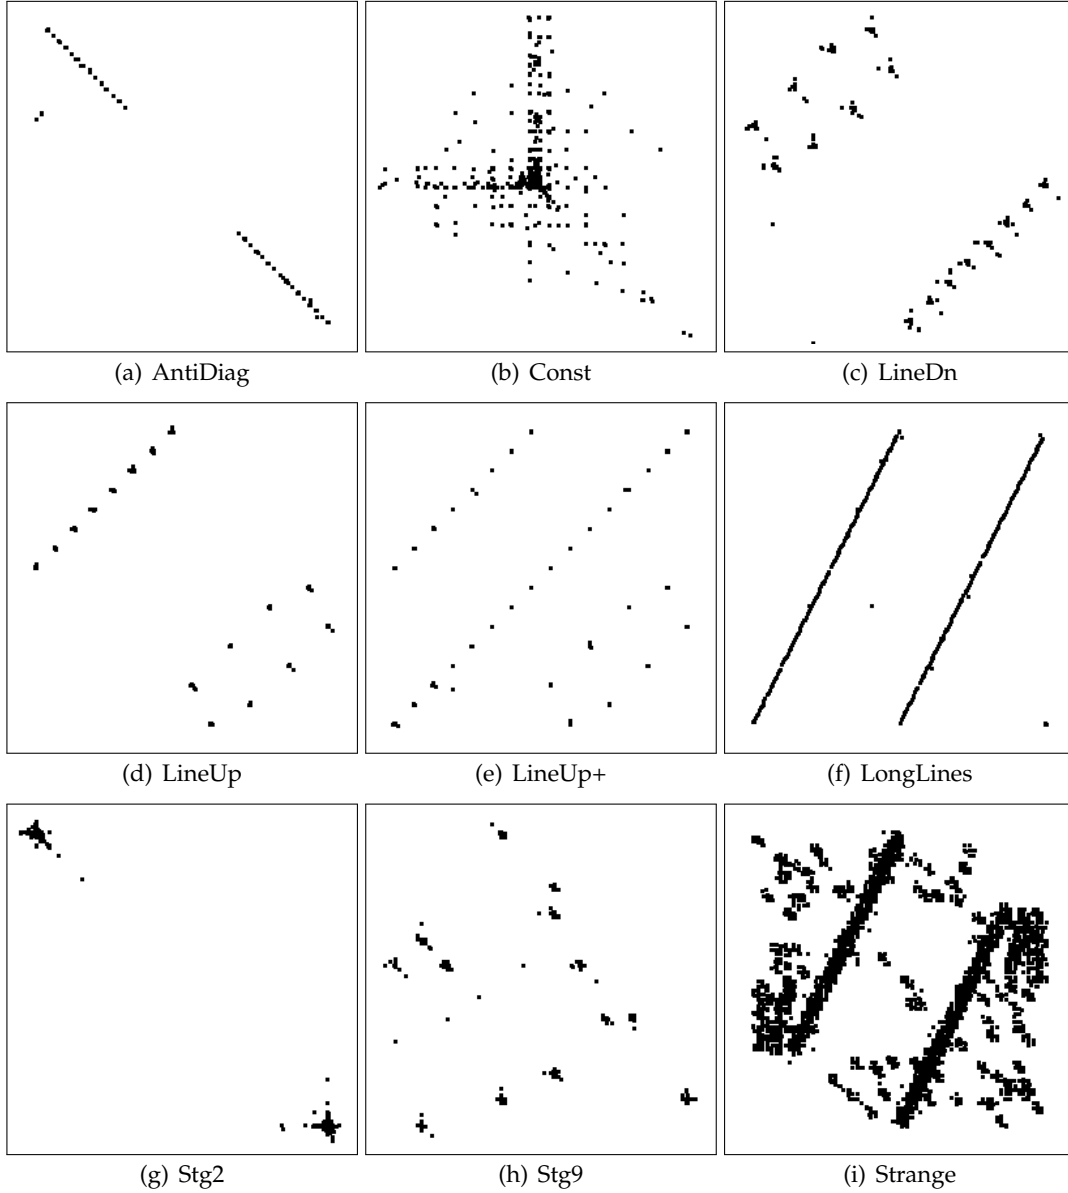 (a) AntiDiag
(b) Const
(c) LineDn
(d) LineUp
(e) LineUp+
(f) LongLines
(g) Stg2
(h) Stg9
(i) Strange